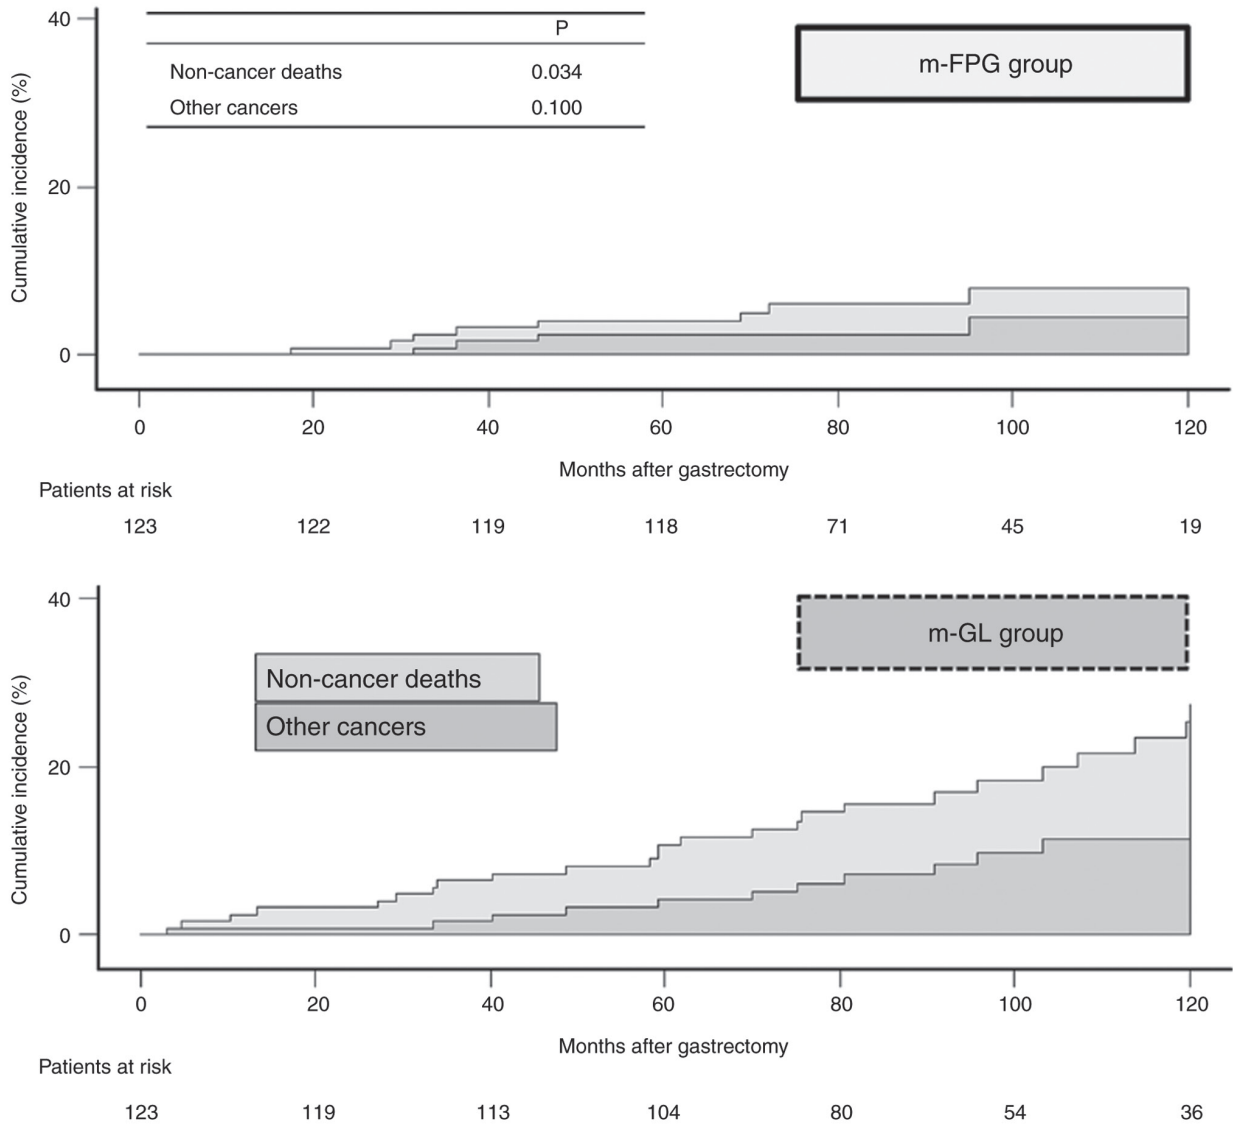 P
Non-cancer deaths 0.034
Other cancers 0.100
m-FPG group
Cumulative incidence (%)
40
20
0
0 20 40 60 80 100 120
Months after gastrectomy
Patients at risk
123 122 119 118 71 45 19
m-GL group
Non-cancer deaths
Other cancers
Cumulative incidence (%)
40
20
0
0 20 40 60 80 100 120
Months after gastrectomy
Patients at risk
123 119 113 104 80 54 36